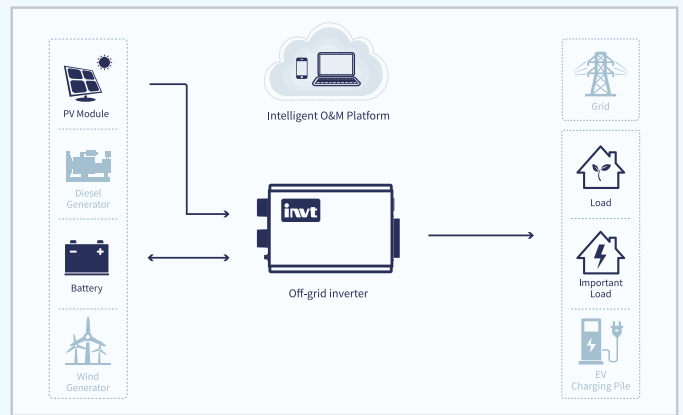 PV Module
Diesel
Generator
Battery
Wind
Generator
Intelligent O&M Platform
invt
Off-grid inverter
Grid
Load
Important
Load
EV
Charging Pile